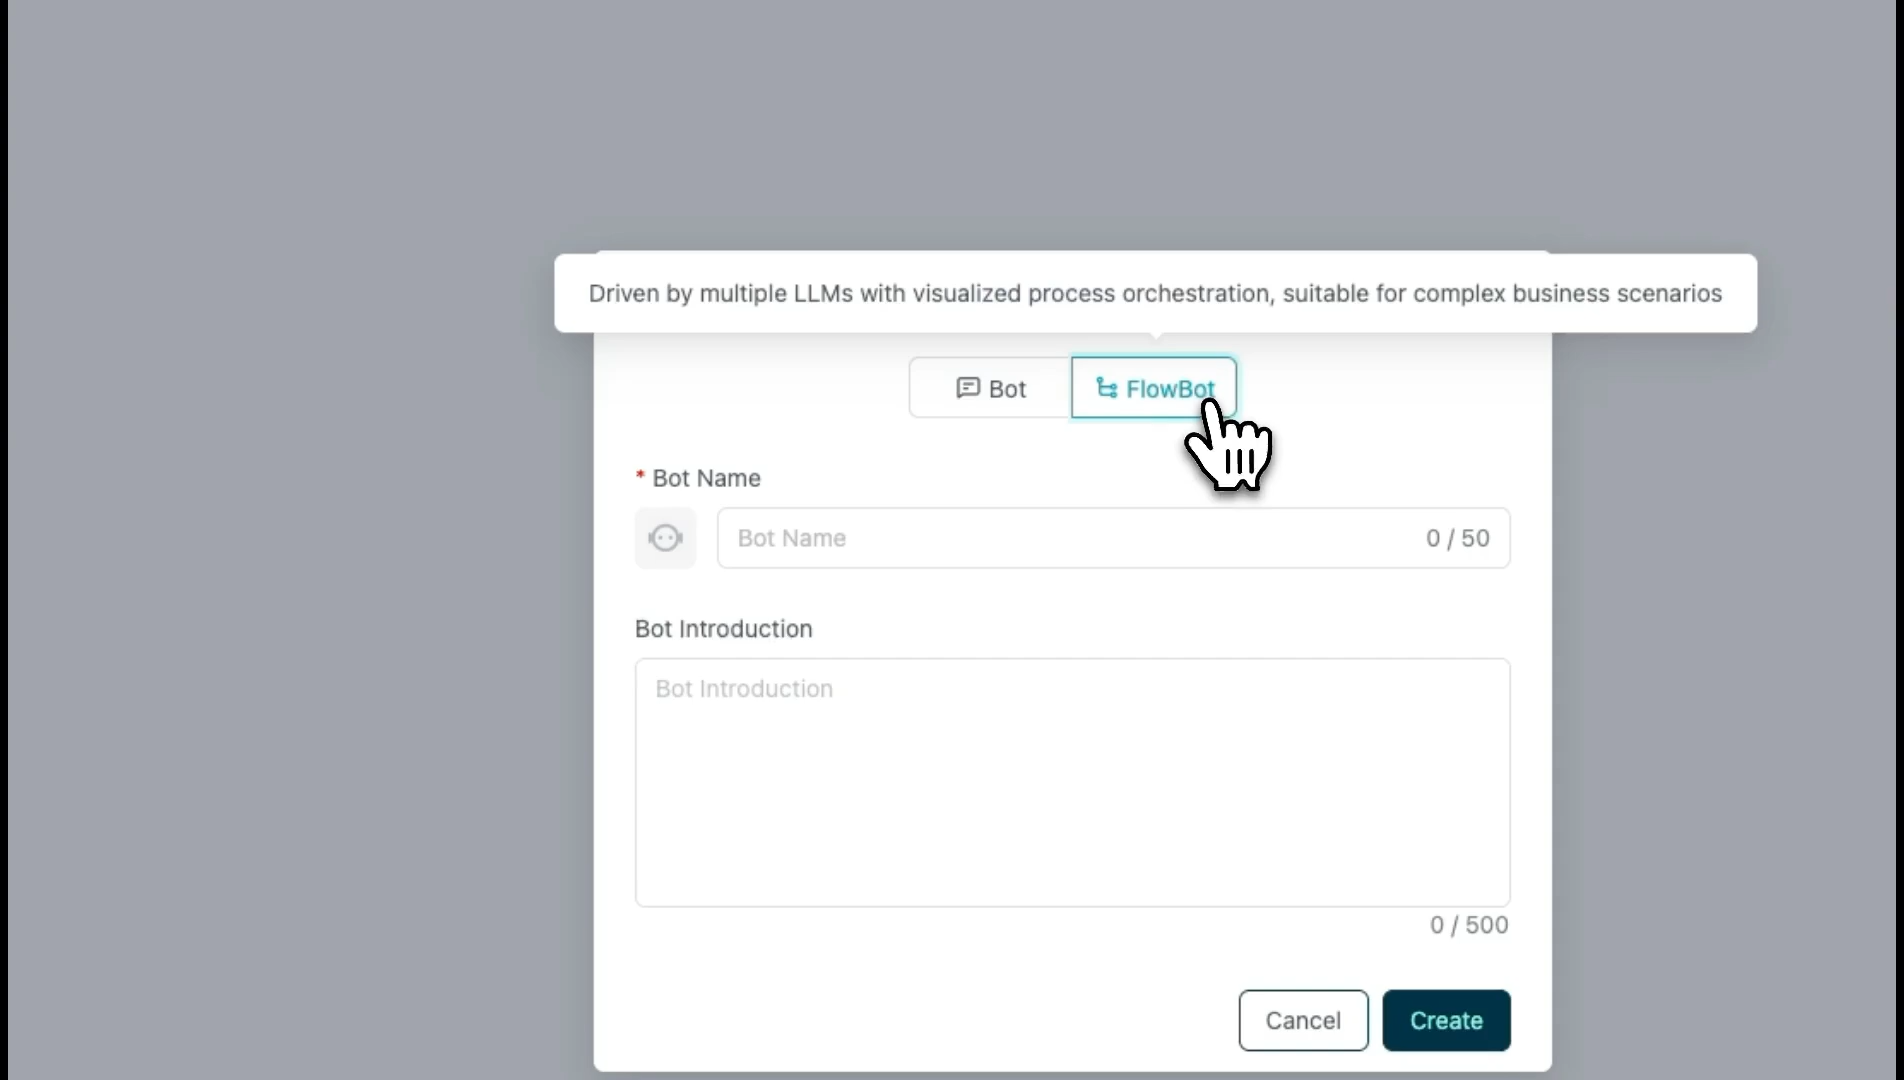 Driven by multiple LLMs with visualized process orchestration, suitable for complex business scenarios
Bot
FlowBot
* Bot Name
Bot Name
0 / 50
Bot Introduction
Bot Introduction
0 / 500
Cancel
Create